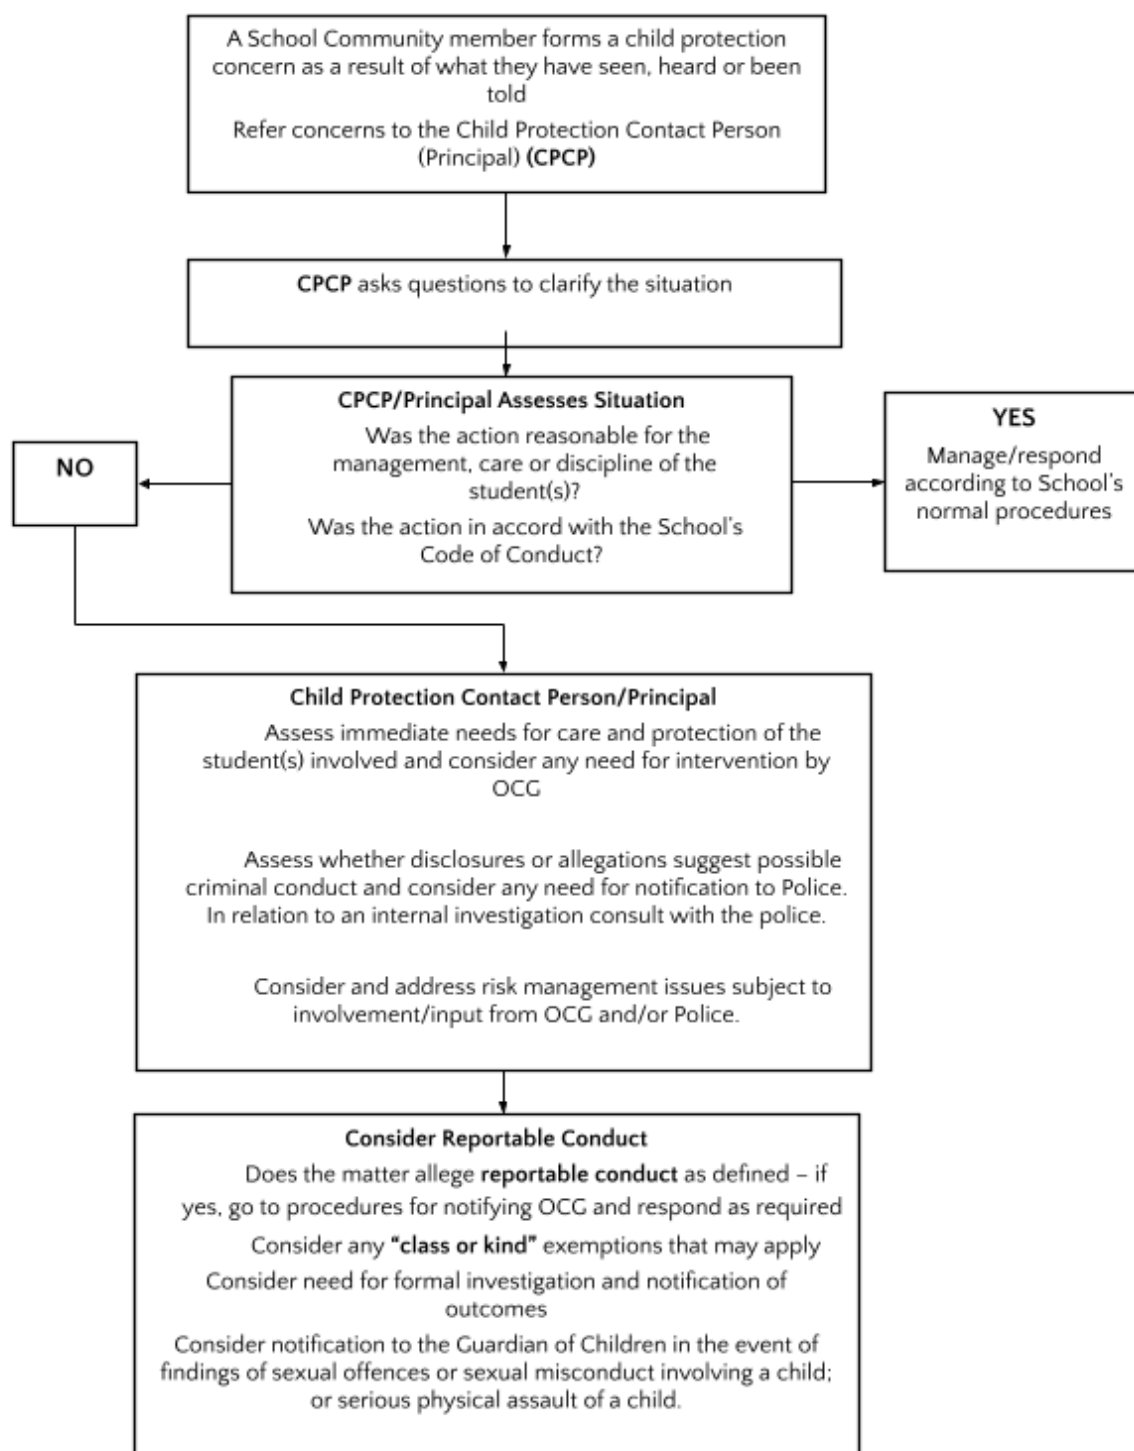 A School Community member forms a child protection
concern as a result of what they have seen, heard or been
told
Refer concerns to the Child Protection Contact Person
(Principal) (CPCP)
CPCP asks questions to clarify the situation
CPCP/Principal Assesses Situation
Was the action reasonable for the
management, care or discipline of the
student(s)?
Was the action in accord with the School's
Code of Conduct?
NO
YES
Manage/respond
according to School's
normal procedures
Child Protection Contact Person/Principal
Assess immediate needs for care and protection of the
student(s) involved and consider any need for intervention by
OCG
Assess whether disclosures or allegations suggest possible
criminal conduct and consider any need for notification to Police.
In relation to an internal investigation consult with the police.
Consider and address risk management issues subject to
involvement/input from OCG and/or Police.
Consider Reportable Conduct
Does the matter allege reportable conduct as defined – if
yes, go to procedures for notifying OCG and respond as required
Consider any “class or kind” exemptions that may apply
Consider need for formal investigation and notification of
outcomes
Consider notification to the Guardian of Children in the event of
findings of sexual offences or sexual misconduct involving a child;
or serious physical assault of a child.